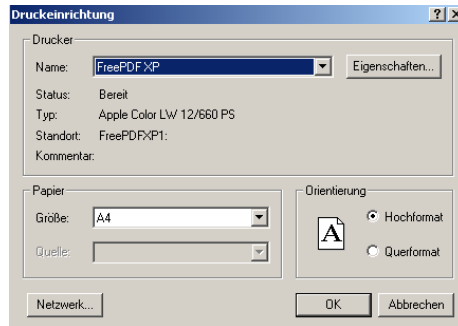 Druckeinrichtung
Drucker
Name: FreePDF XP Eigenschaften...
Status: Bereit
Typ: Apple Color LW 12/660 PS
Standort: FreePDFXP1:
Kommentar:
Papier
Größe: A4
Quelle:
Orientierung
A
Hochformat
Querformat
Netzwerk... OK Abbrechen